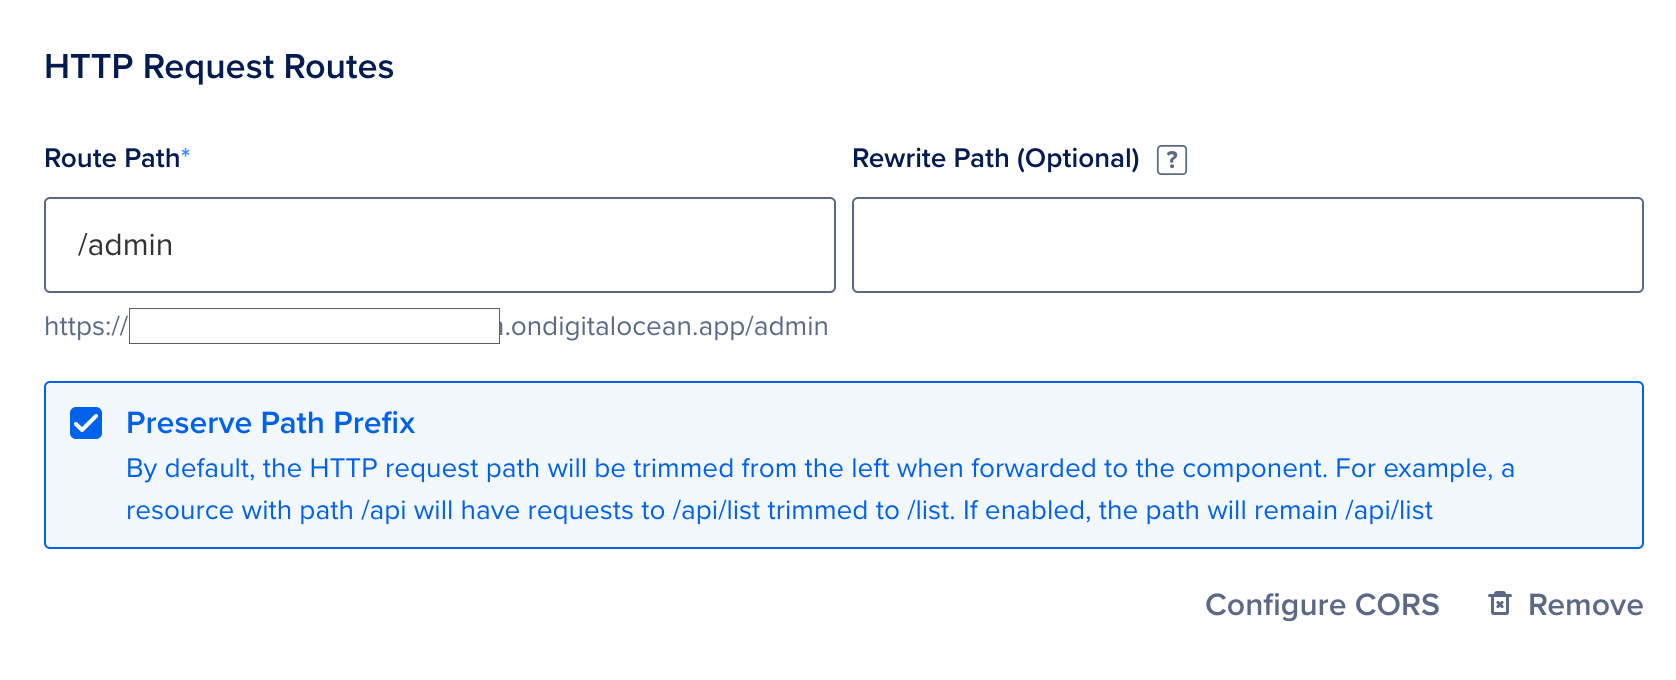 HTTP Request Routes
Route Path*
Rewrite Path (Optional) ?
/admin
https://
.ondigitalocean.app/admin
Preserve Path Prefix
By default, the HTTP request path will be trimmed from the left when forwarded to the component. For example, a
resource with path /api will have requests to /api/list trimmed to /list. If enabled, the path will remain /api/list
Configure CORS
Remove